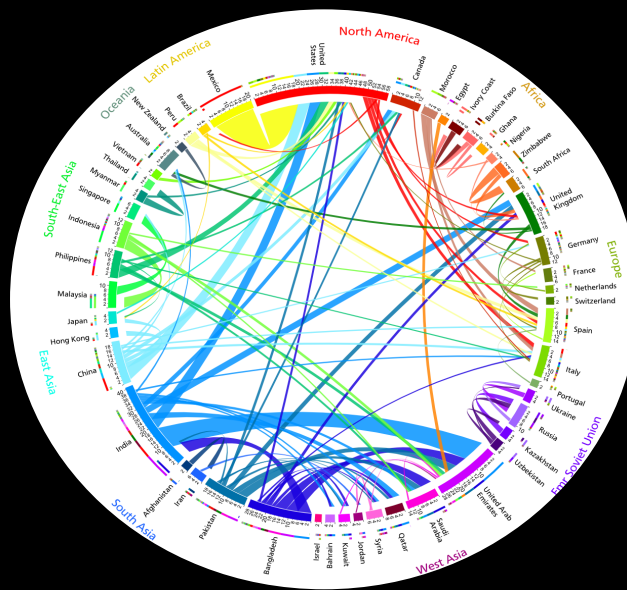 North America
United
States
Canada
Morocco
Egypt
Ivory Coast
Burkina Faso
Africa
Ghana
Nigeria
Zimbabwe
South Africa
United
Kingdom
Europe
Germany
France
Netherlands
Switzerland
Spain
Italy
Portugal
Ukraine
Russia
Kazakhstan
Uzbekistan
Fmr Soviet Union
United Arab
Emirates
Saudi
Arabia
West Asia
Qatar
Syria
Jordan
Kuwait
Bahrain
Israel
Bangladesh
Pakistan
Iran
Afghanistan
South Asia
India
China
East Asia
Hong Kong
Japan
Malaysia
Philippines
Indonesia
South-East Asia
Singapore
Myanmar
Thailand
Vietnam
Australia
New Zealand
Oceania
Peru
Brazil
Latin America
Mexico